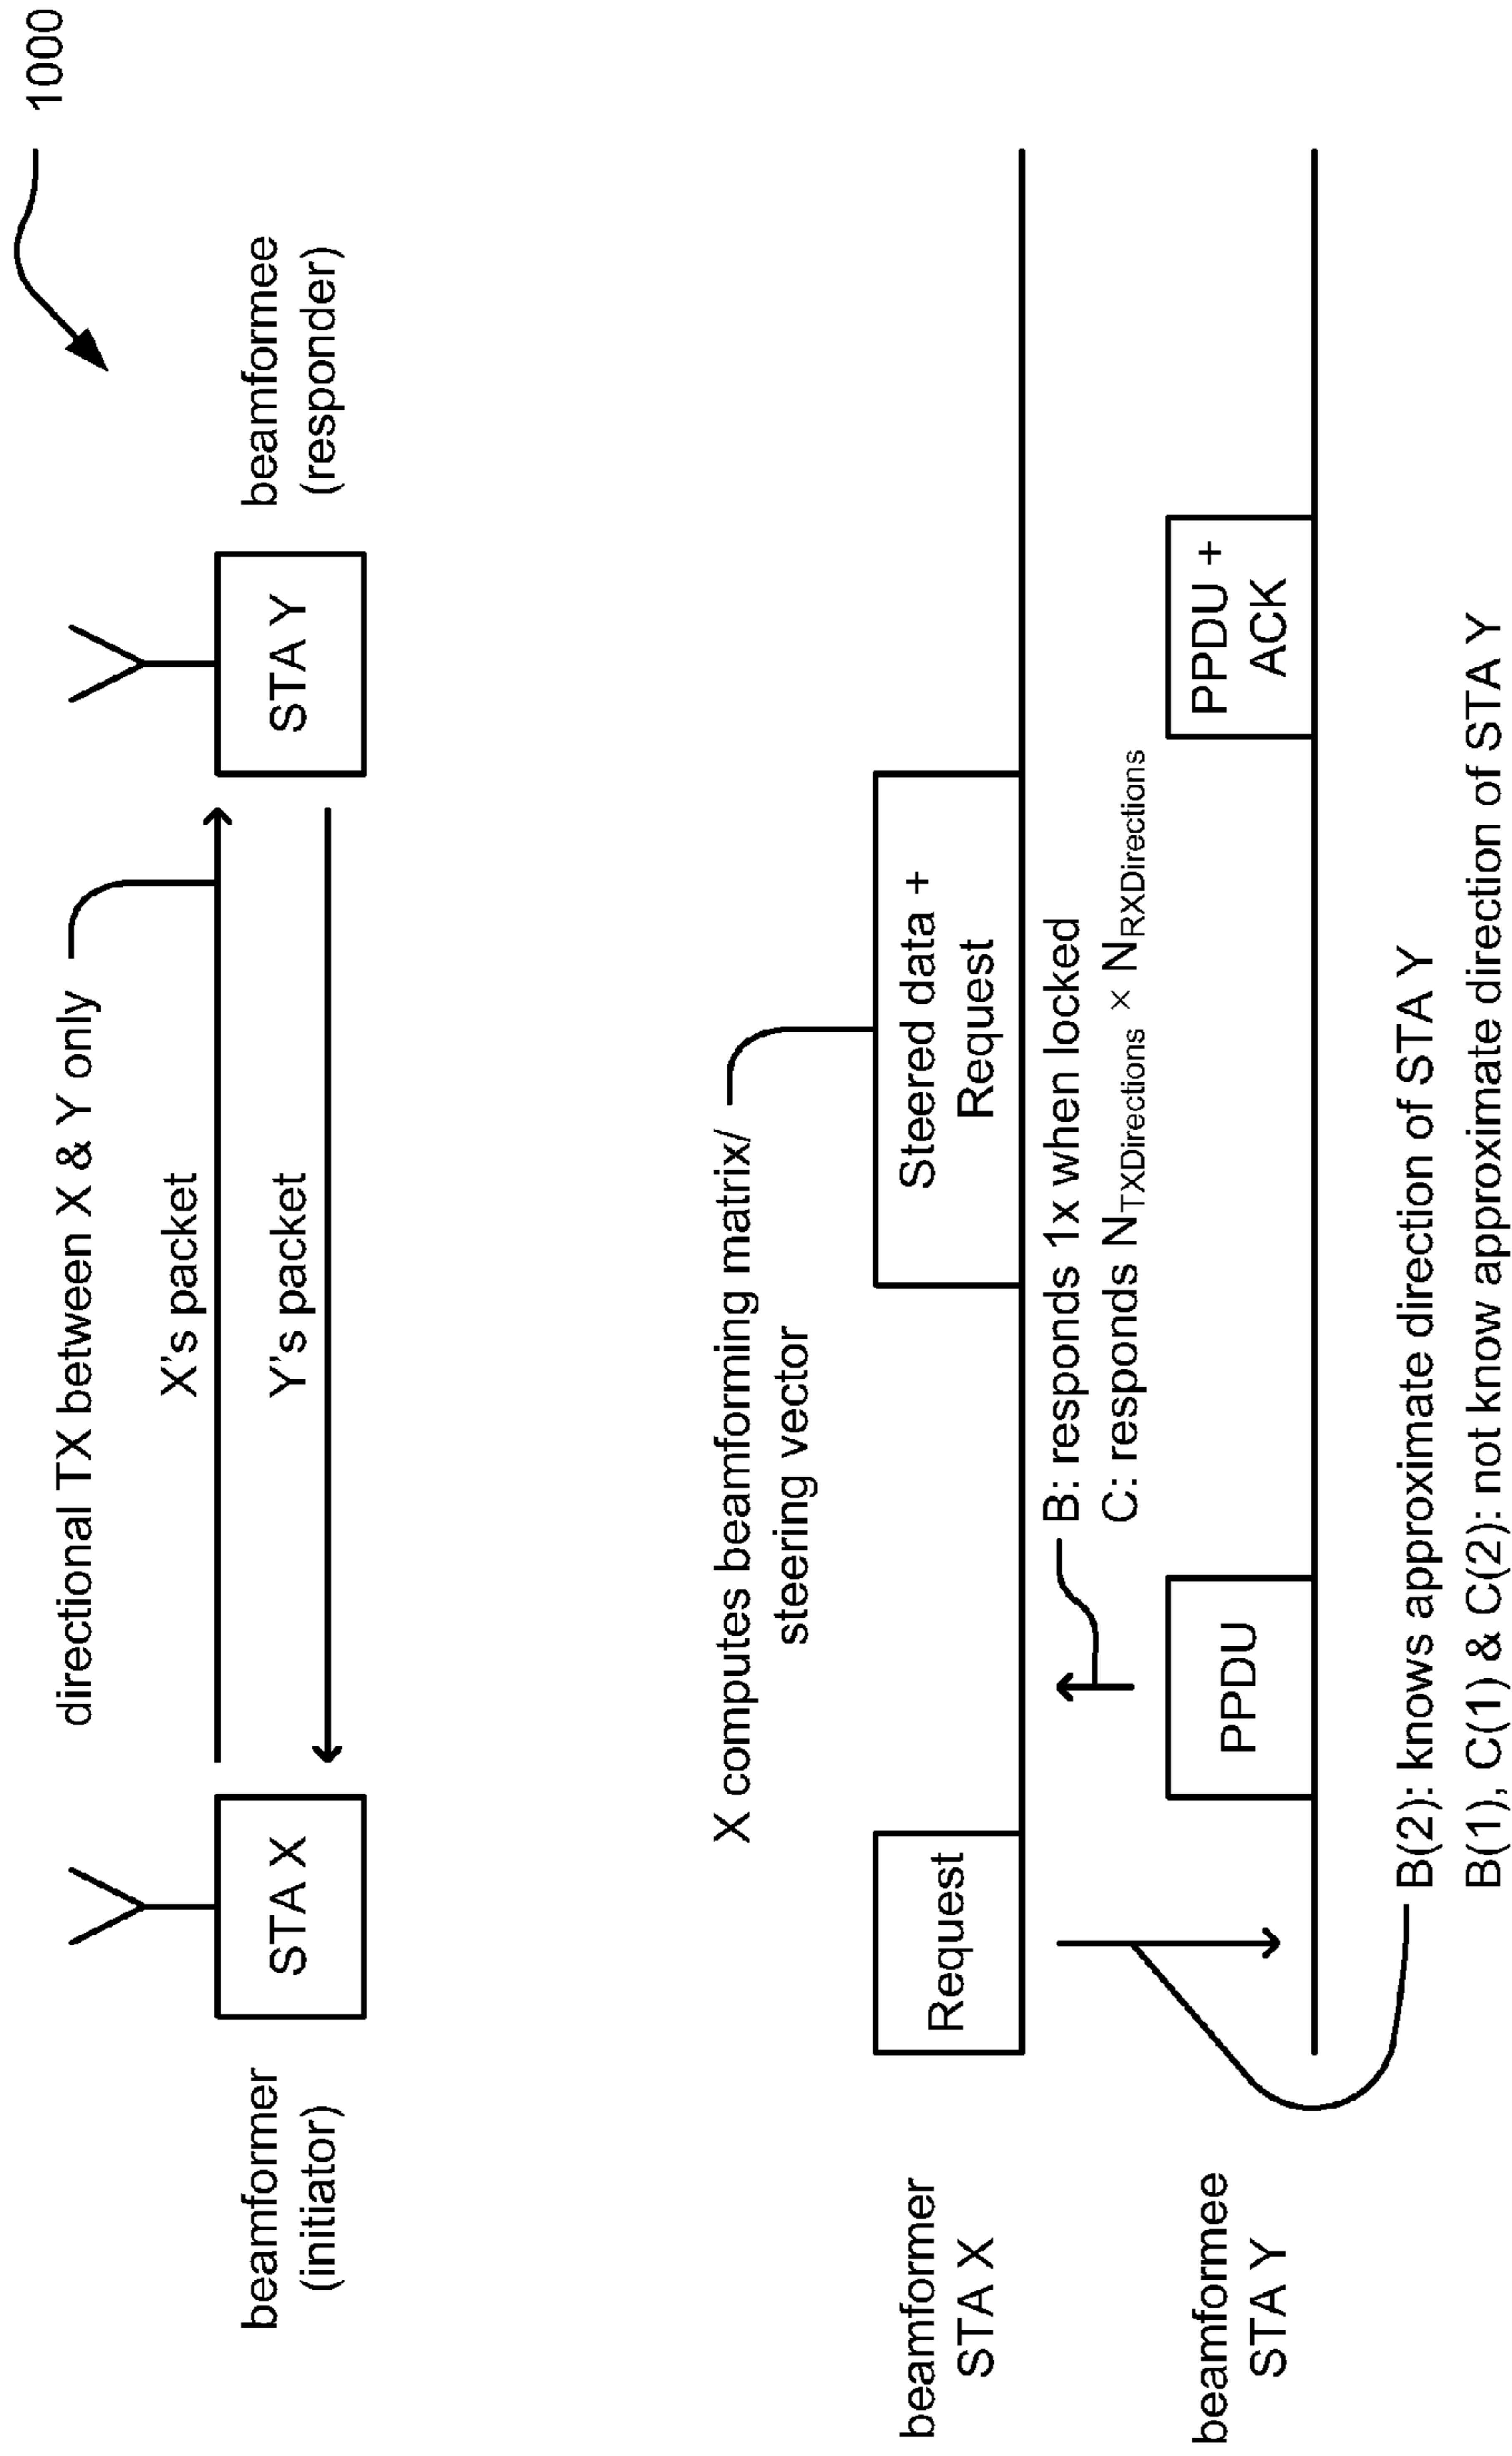 1000
directional TX between X & Y only
X's packet
Y's packet
beamformer
(initiator)
STA X
STA Y
beamformee
(responder)
X computes beamforming matrix/
steering vector
beamformer
STA X
Request
Steered data +
Request
B: responds 1x when locked
C: responds NTXDirections × NRXDirections
beamformee
STA Y
PPDU
PPDU +
ACK
B(2): knows approximate direction of STA Y
B(1), C(1) & C(2): not know approximate direction of STA Y